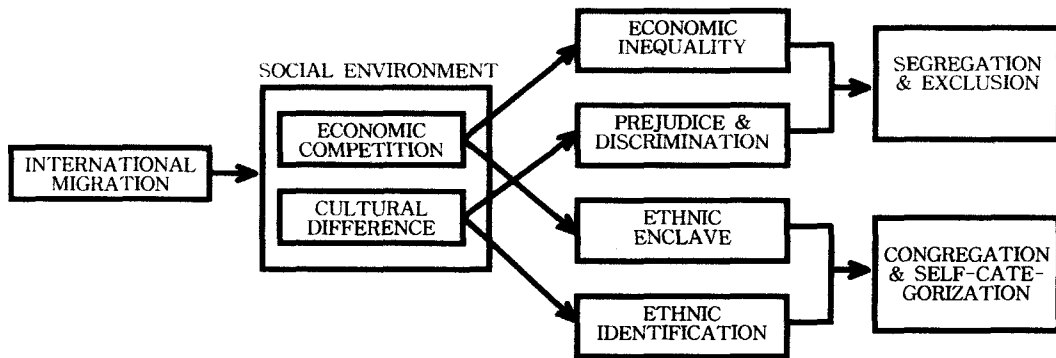 INTERNATIONAL
MIGRATION
SOCIAL ENVIRONMENT
ECONOMIC
COMPETITION
CULTURAL
DIFFERENCE
ECONOMIC
INEQUALITY
PREJUDICE &
DISCRIMINATION
ETHNIC
ENCLAVE
ETHNIC
IDENTIFICATION
SEGREGATION
& EXCLUSION
CONGREGATION
& SELF-CATE-
GORIZATION